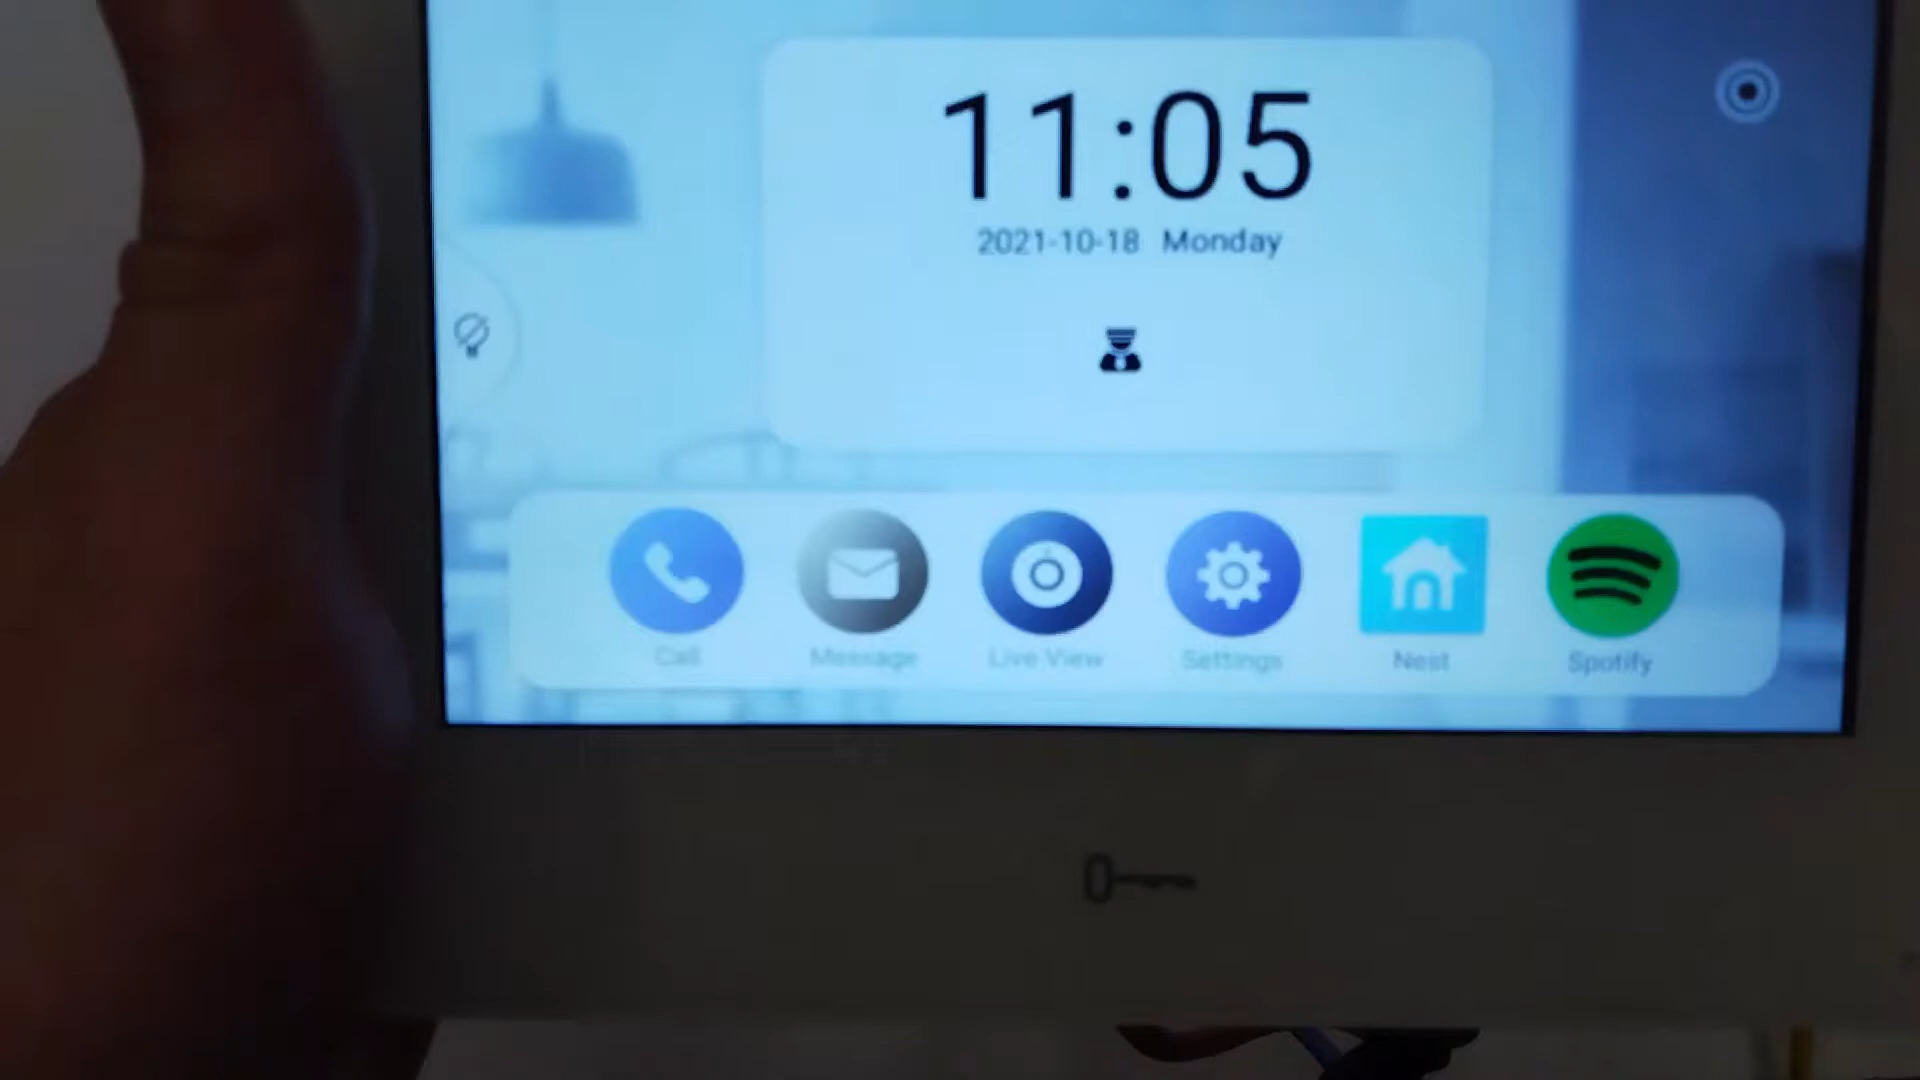 11:05
2021-10-18 Monday
Call
Message
Live View
Settings
Nest
Spotify